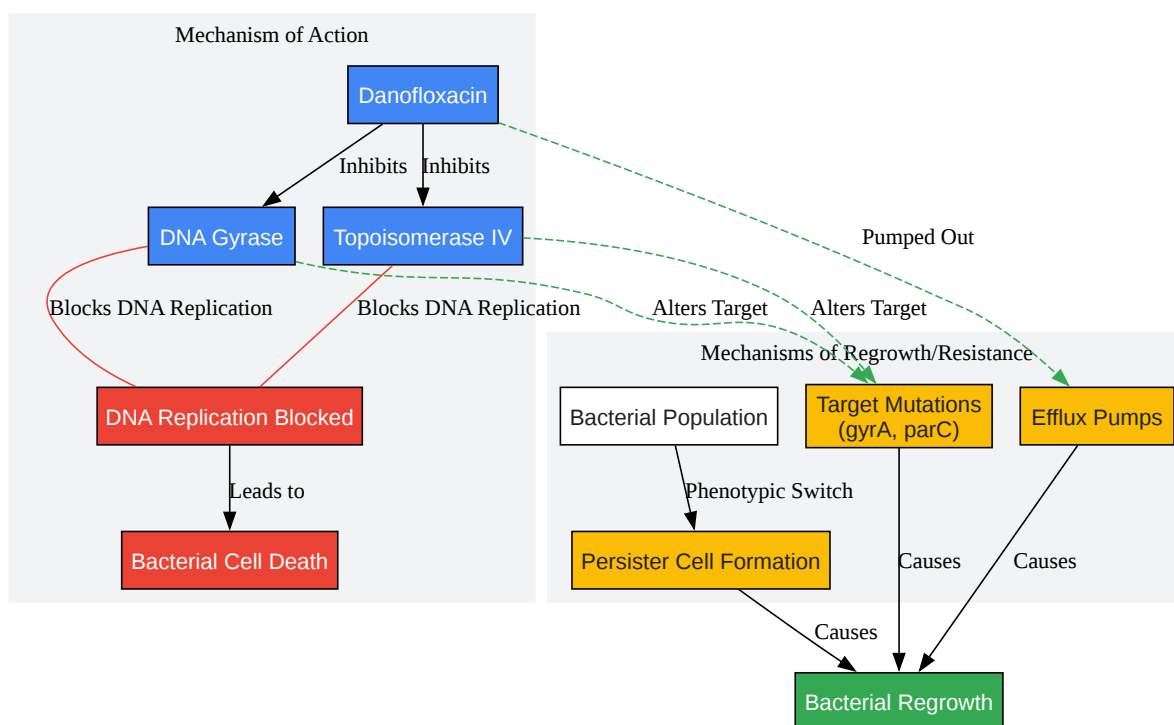 Mechanism of Action
Danofloxacin
Inhibits
Inhibits
DNA Gyrase
Topoisomerase IV
Pumped Out
Blocks DNA Replication
Blocks DNA Replication
Alters Target
Alters Target
Mechanisms of Regrowth/Resistance
DNA Replication Blocked
Bacterial Population
Target Mutations
(gyrA, parC)
Efflux Pumps
Leads to
Phenotypic Switch
Bacterial Cell Death
Persister Cell Formation
Causes
Causes
Causes
Bacterial Regrowth